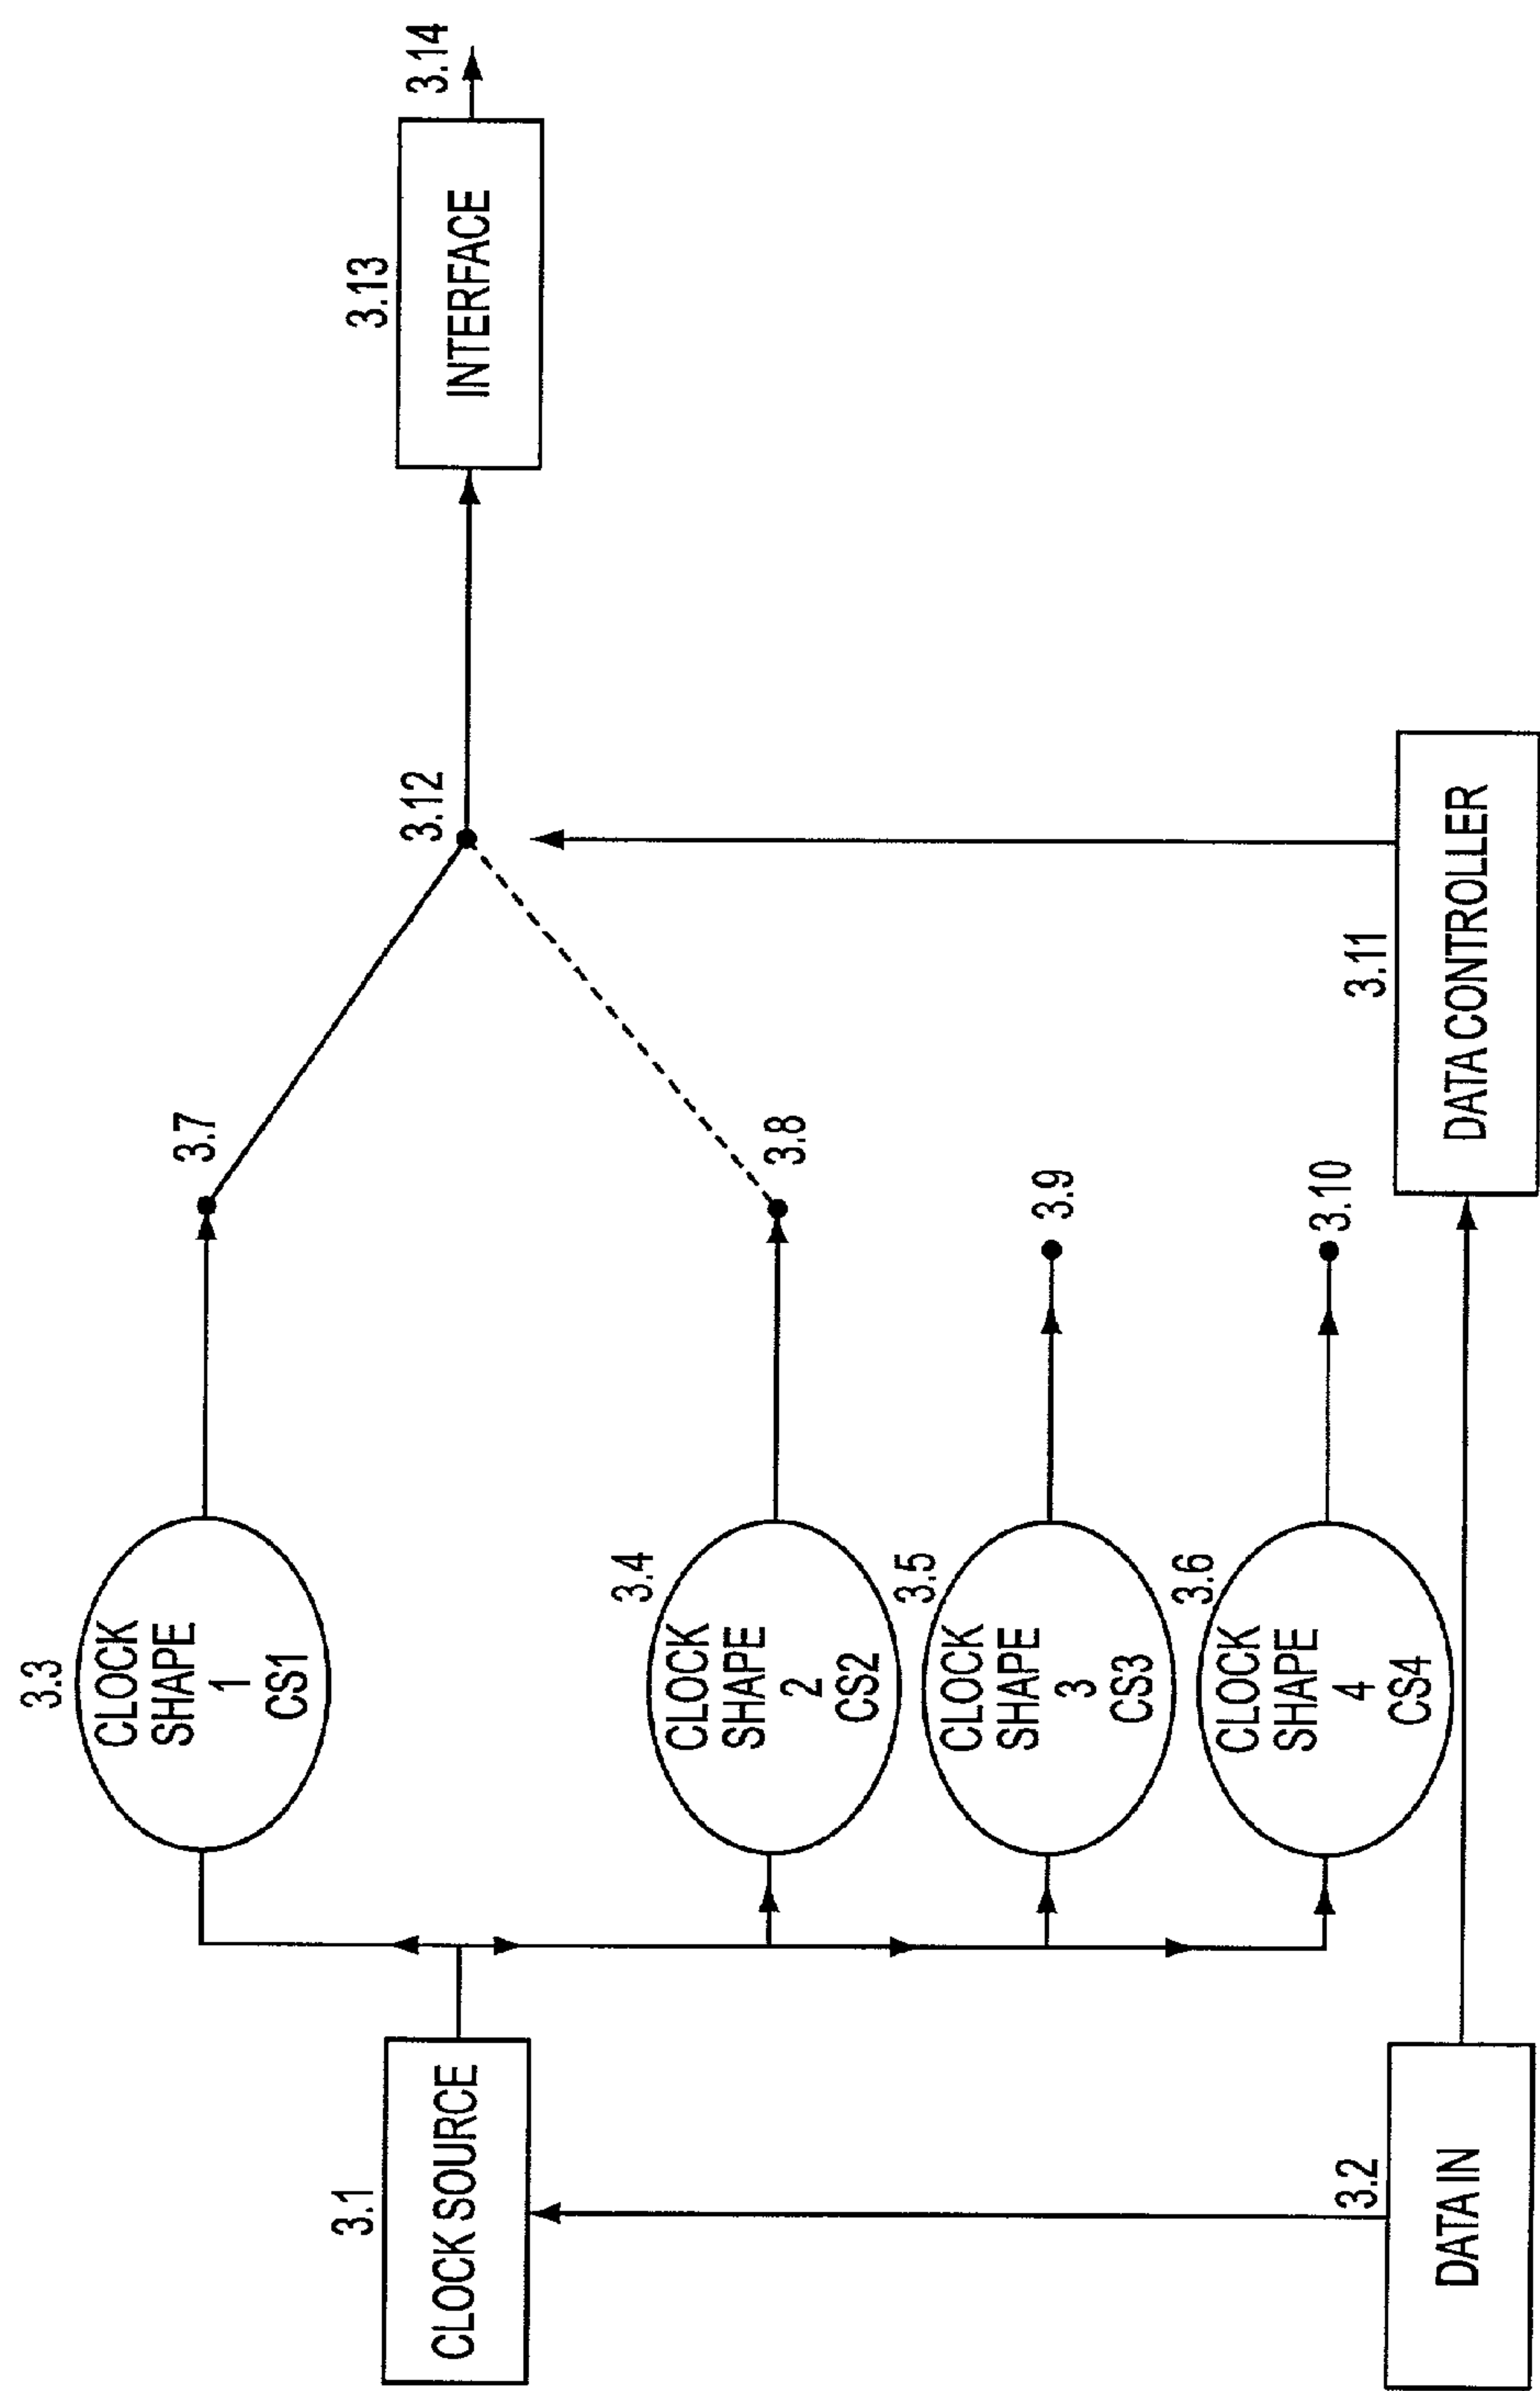 3.1
CLOCK SOURCE
3.2
DATA IN
3.3
CLOCK
SHAPE
1
CS1
3.4
CLOCK
SHAPE
2
CS2
3.5
CLOCK
SHAPE
3
CS3
3.6
CLOCK
SHAPE
4
CS4
3.7
3.8
3.9
3.10
3.11
DATA CONTROLLER
3.12
3.13
INTERFACE
3.14